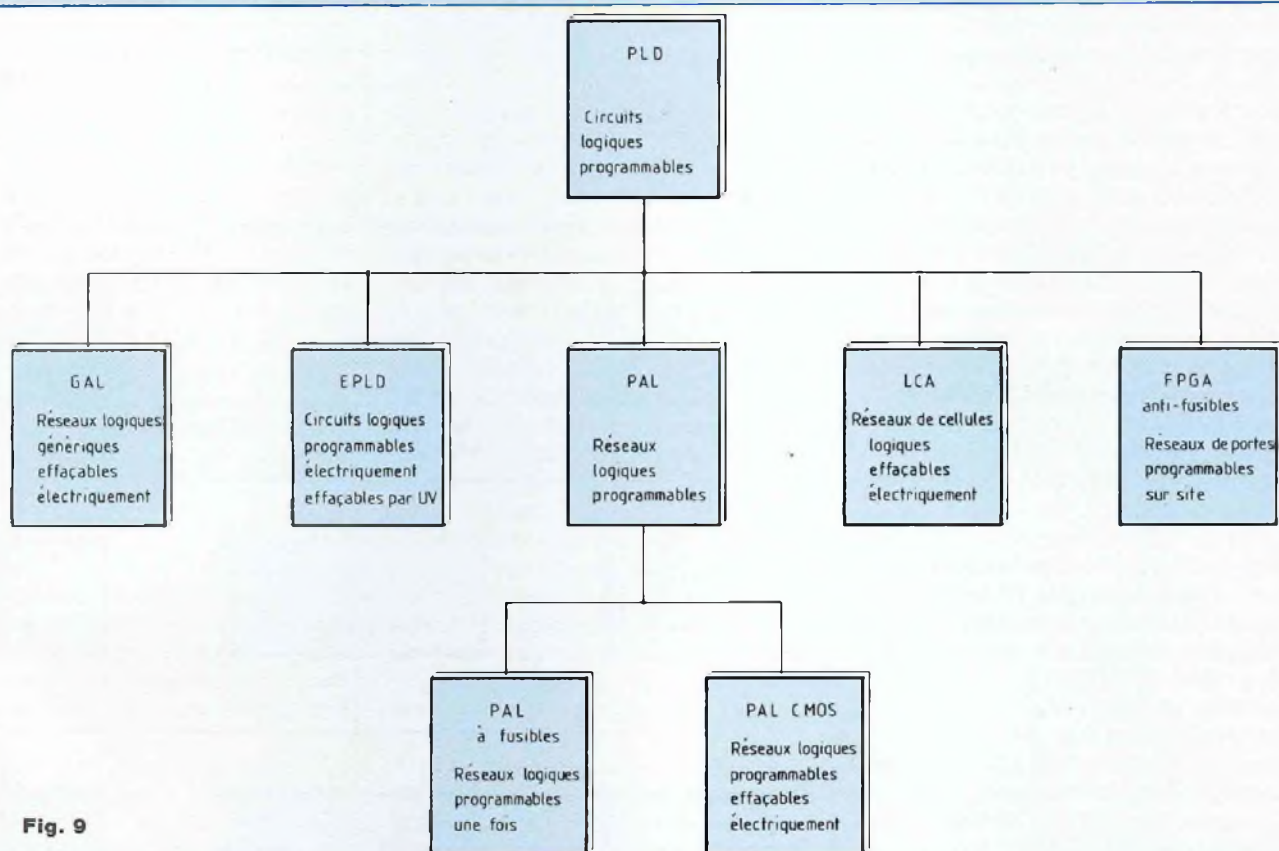 PLD
Circuits
logiques
programmables
GAL
Réseaux logiques
génériques
effaçables
électriquement
EPLD
Circuits logiques
programmables
électriquement
effaçables par UV
PAL
Réseaux
logiques
programmables
LCA
Réseaux de cellules
logiques
effaçables
électriquement
FPGA
anti-fusibles
Réseaux de portes
programmables
sur site
PAL
à fusibles
Réseaux logiques
programmables
une fois
PAL CMOS
Réseaux logiques
programmables
effaçables
électriquement
Fig. 9